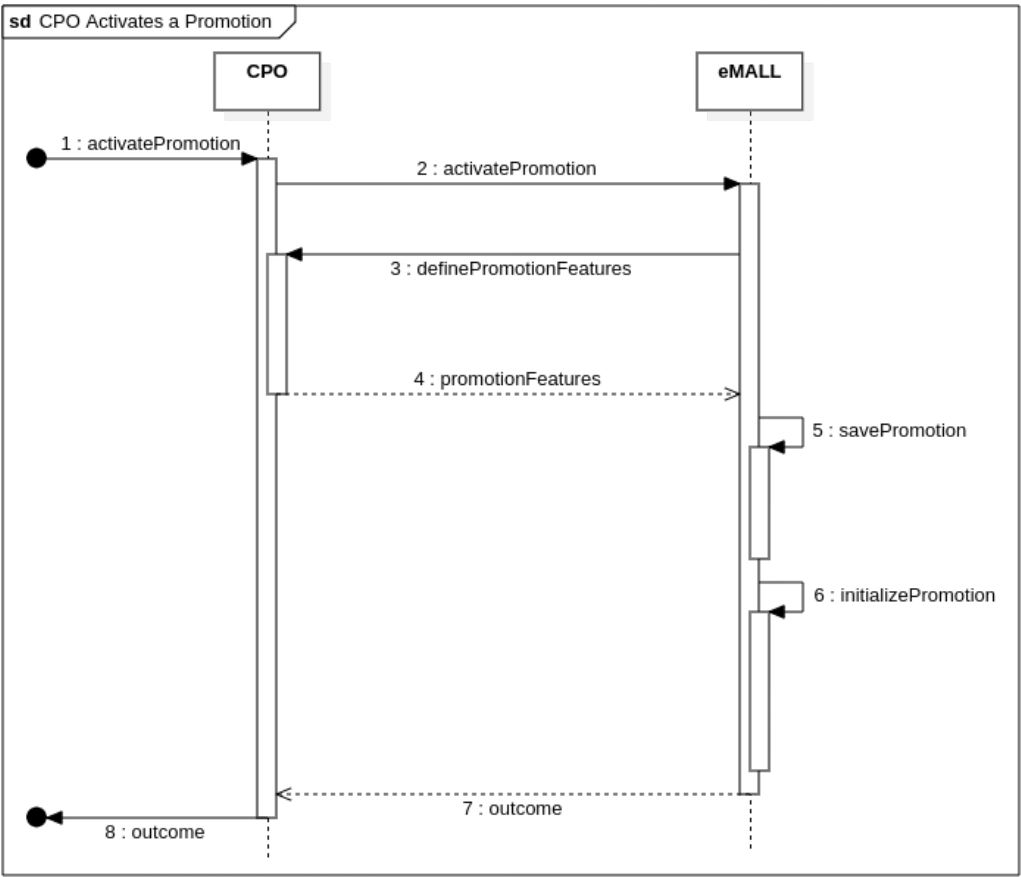 sd CPO Activates a Promotion
CPO
eMALL
1 : activatePromotion
2 : activatePromotion
3 : definePromotionFeatures
4 : promotionFeatures
5 : savePromotion
6 : initializePromotion
7 : outcome
8 : outcome